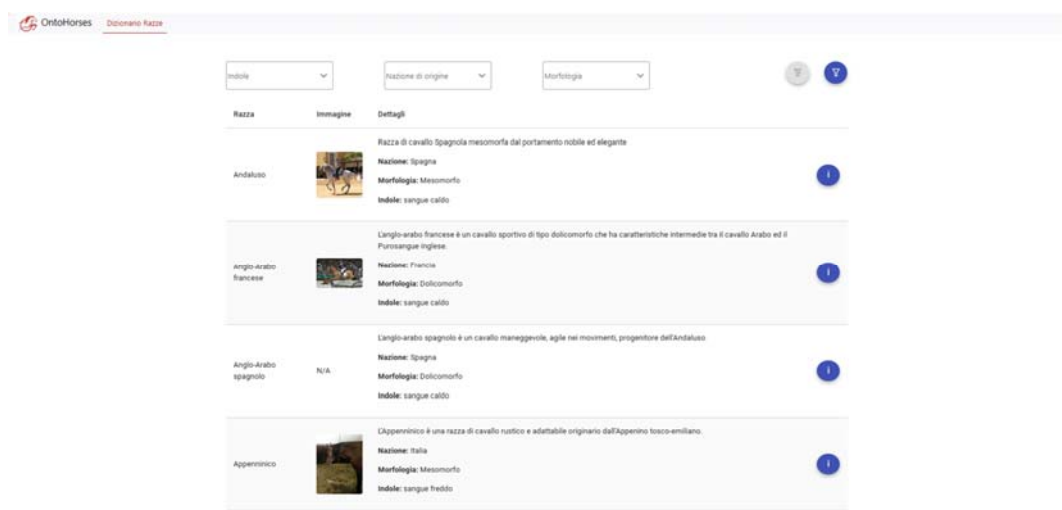 OntoHorses Dizionario Razze
Indole Nazione di origine Morfologia
Razza Immagine Dettagli
Andaluso
Razza di cavallo Spagnola mesomorfa dal portamento nobile ed elegante
Nazione: Spagna
Morfologia: Mesomorfo
Indole: sangue caldo
i
Anglo-Arabo
francese
L'anglo-arabo francese è un cavallo sportivo di tipo dolicomorfo che ha caratteristiche intermedie tra il cavallo Arabo ed il
Purosangue inglese.
Nazione: Francia
Morfologia: Dolicomorfo
Indole: sangue caldo
i
Anglo-Arabo
spagnolo
N/A
L'anglo-arabo spagnolo è un cavallo maneggevole, agile nei movimenti, progenitore dell'Andaluso
Nazione: Spagna
Morfologia: Dolicomorfo
Indole: sangue caldo
i
Appenninico
L'Appenninico è una razza di cavallo rustico e adattabile originario dall'Appenino tosco-emiliano.
Nazione: Italia
Morfologia: Mesomorfo
Indole: sangue freddo
i